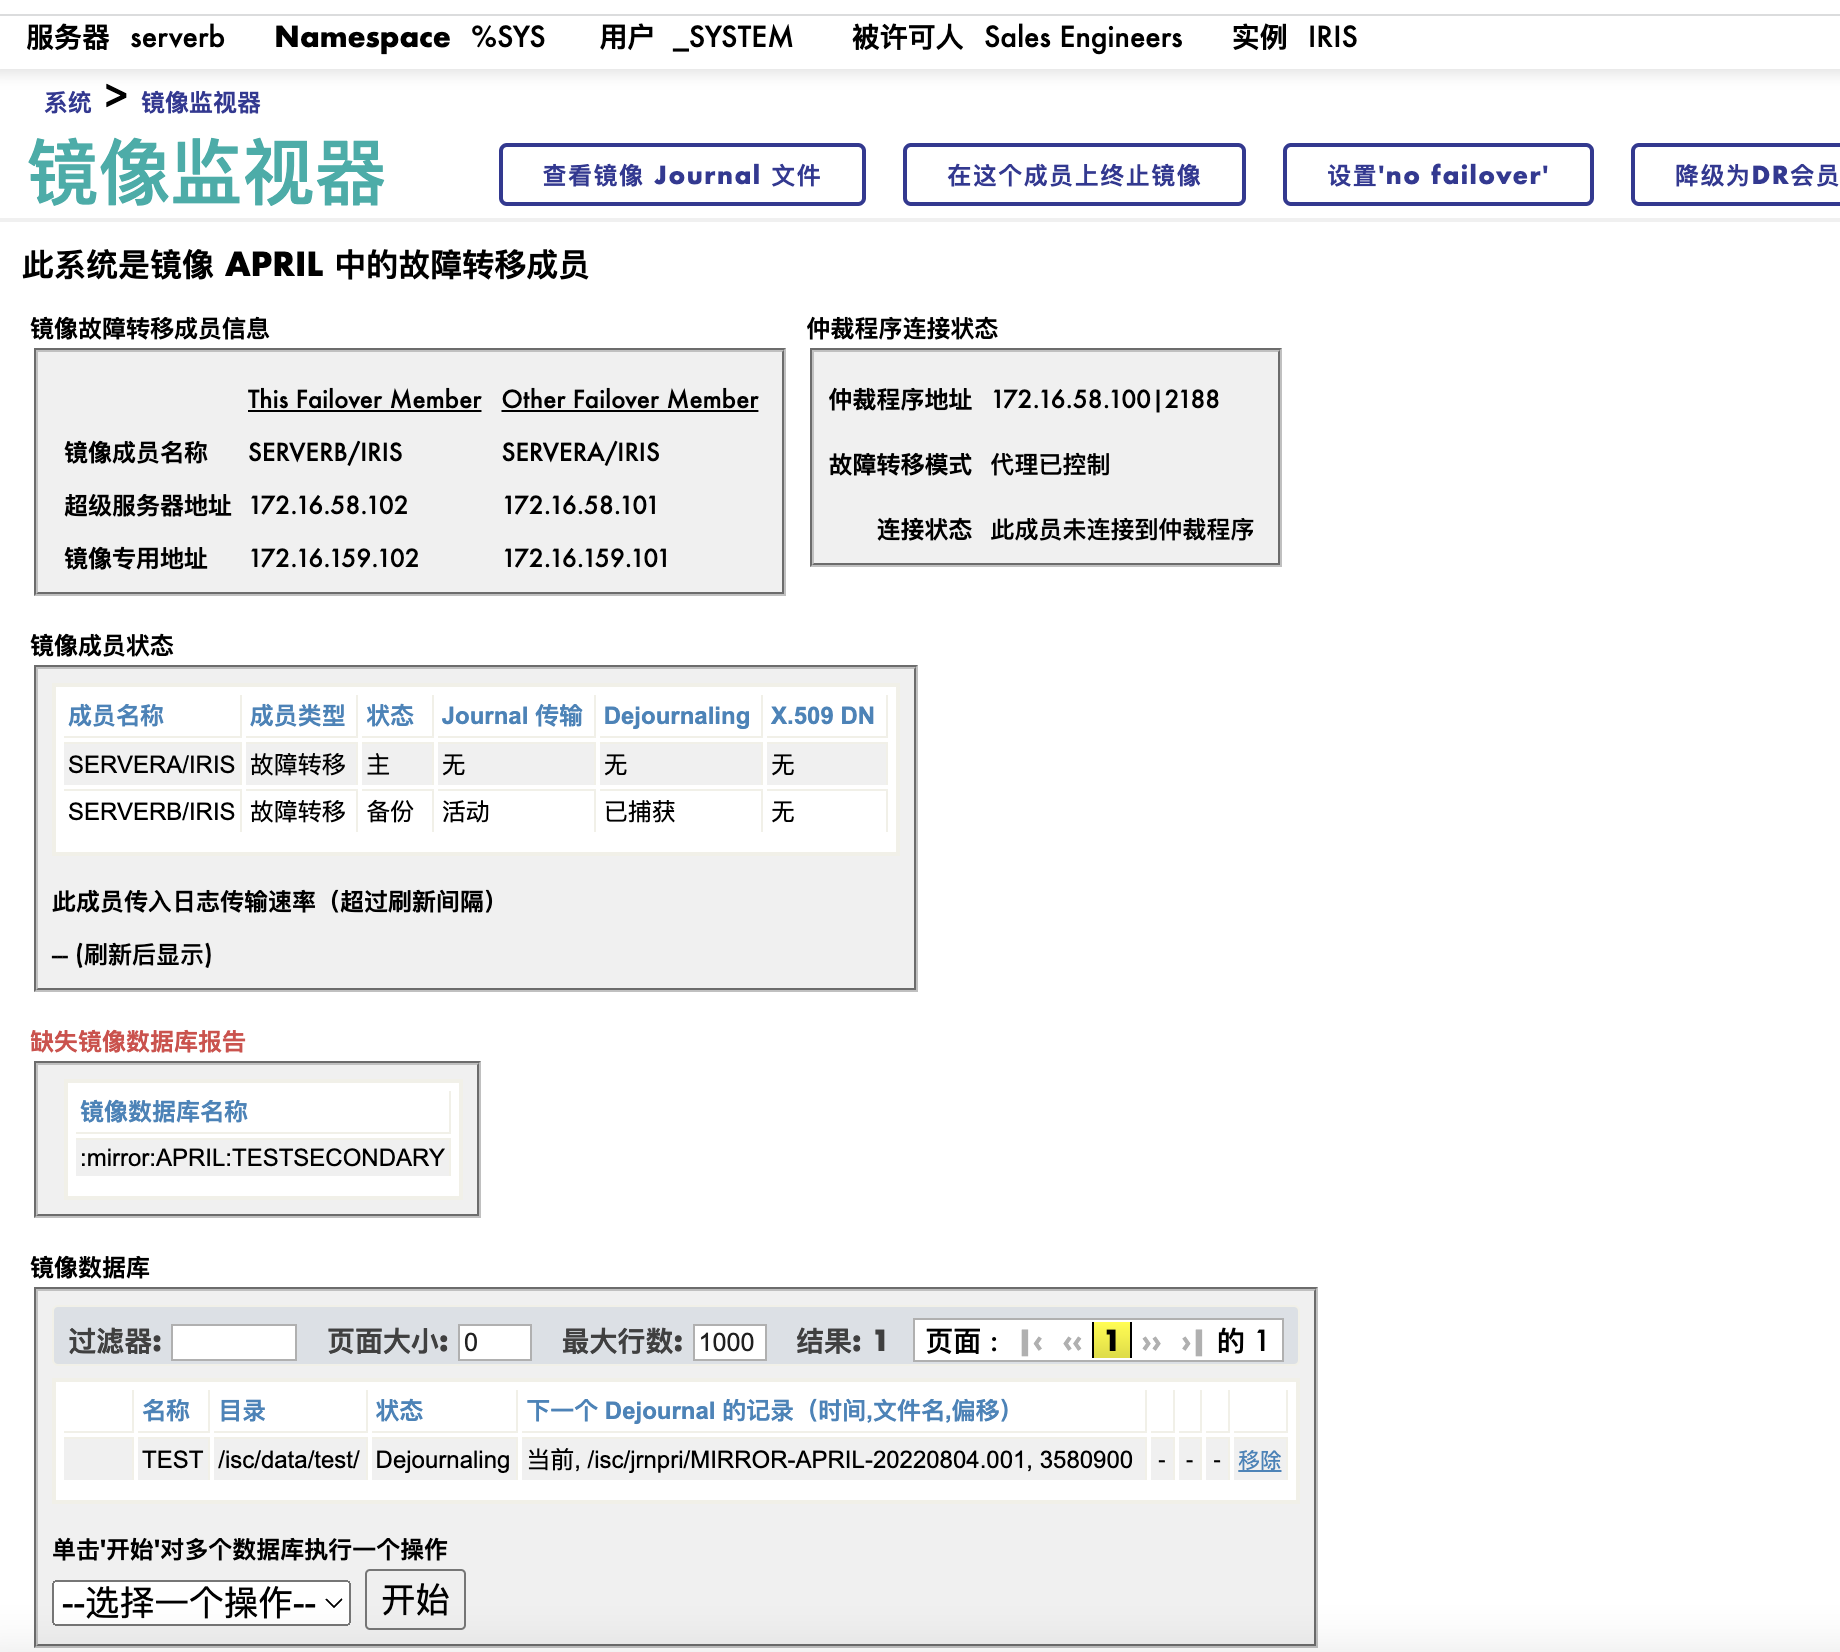 服务器 serverb Namespace %SYS 用户 _SYSTEM 被许可人 Sales Engineers 实例 IRIS
系统 > 镜像监视器
镜像监视器 查看镜像 Journal 文件 在这个成员上终止镜像 设置'no failover' 降级为DR会员
此系统是镜像 APRIL 中的故障转移成员
镜像故障转移成员信息
This Failover Member Other Failover Member
镜像成员名称 SERVERB/IRIS SERVERA/IRIS
超级服务器地址 172.16.58.102 172.16.58.101
镜像专用地址 172.16.159.102 172.16.159.101
仲裁程序连接状态
仲裁程序地址 172.16.58.100|2188
故障转移模式 代理已控制
连接状态 此成员未连接到仲裁程序
镜像成员状态
成员名称 成员类型 状态 Journal 传输 Dejournaling X.509 DN
SERVERA/IRIS 故障转移 主 无 无 无
SERVERB/IRIS 故障转移 备份 活动 已捕获 无
此成员传入日志传输速率（超过刷新间隔）
-- (刷新后显示)
缺失镜像数据库报告
镜像数据库名称
:mirror:APRIL:TESTSECONDARY
镜像数据库
过滤器: 页面大小: 0 最大行数: 1000 结果: 1 页面： |‹ ‹‹ 1 ›› ›| 的 1
名称 目录 状态 下一个 Dejournal 的记录（时间,文件名,偏移）
TEST /isc/data/test/ Dejournaling 当前, /isc/jrnpri/MIRROR-APRIL-20220804.001, 3580900 - - - 移除
单击'开始'对多个数据库执行一个操作
--选择一个操作-- 开始